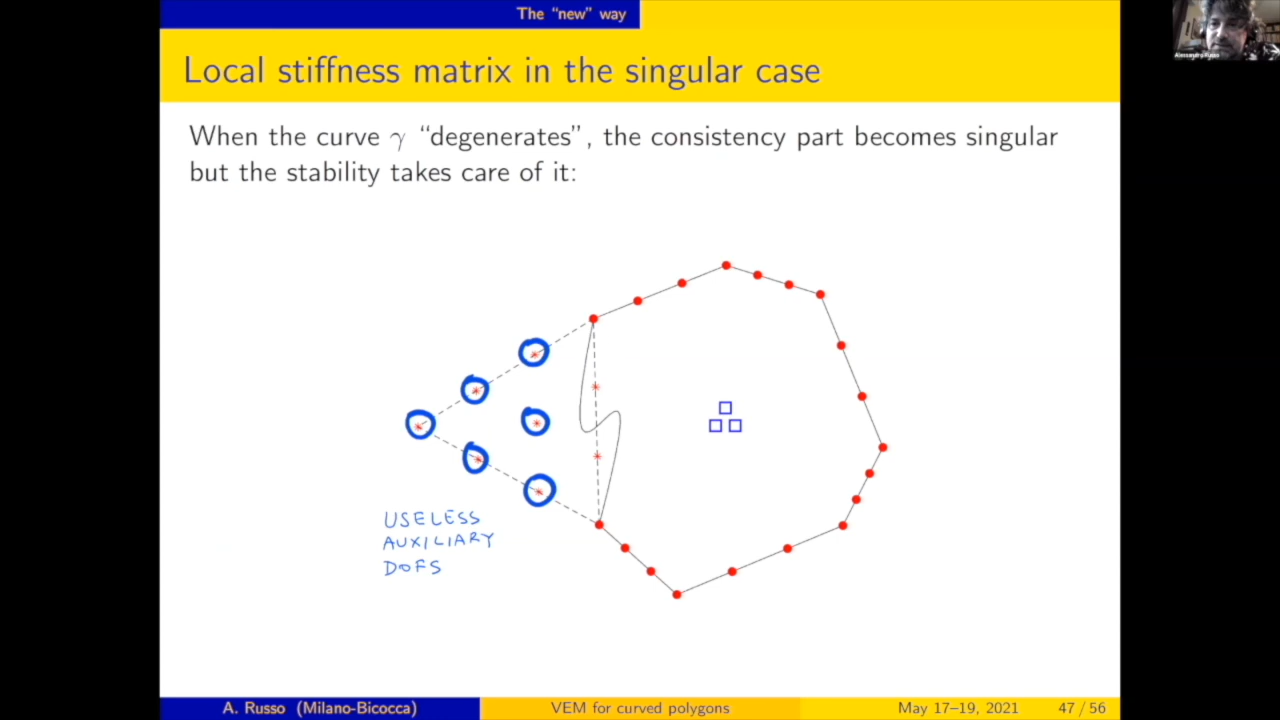 The “new” way
Local stiffness matrix in the singular case
When the curve γ “degenerates”, the consistency part becomes singular
but the stability takes care of it:
USELESS
AUXILIARY
DOFS
A. Russo (Milano-Bicocca)
VEM for curved polygons
May 17–19, 2021
47 / 56
Alessandro Russo